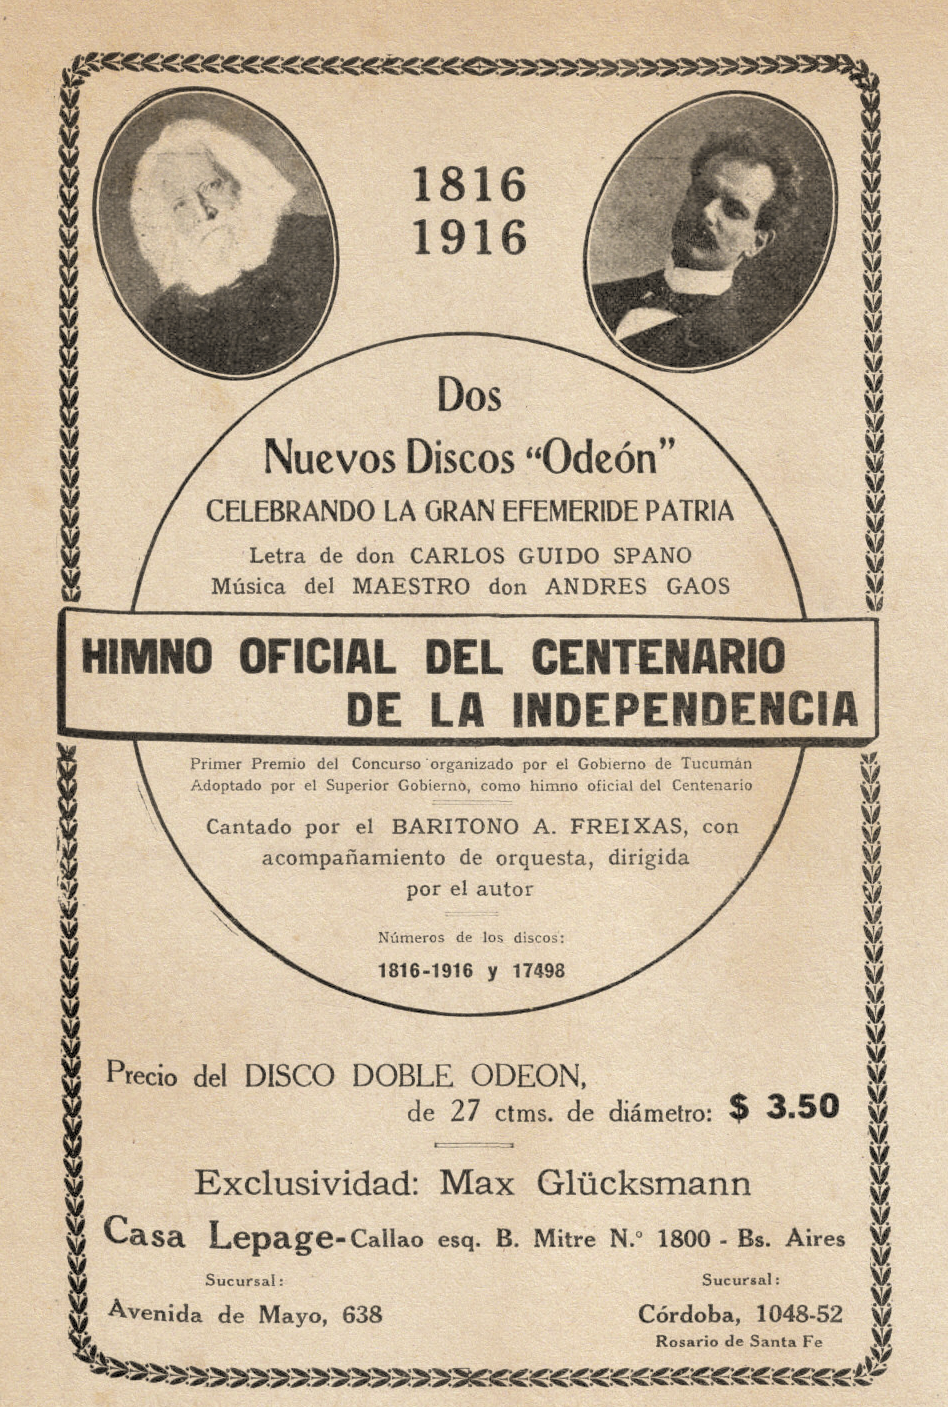 1816
1916
Dos
Nuevos Discos “Odeón”
CELEBRANDO LA GRAN EFEMERIDE PATRIA
Letra de don CARLOS GUIDO SPANO
Música del MAESTRO don ANDRES GAOS
HIMNO OFICIAL DEL CENTENARIO
DE LA INDEPENDENCIA
Primer Premio del Concurso organizado por el Gobierno de Tucumán
Adoptado por el Superior Gobierno, como himno oficial del Centenario
Cantado por el BARITONO A. FREIXAS, con
acompañamiento de orquesta, dirigida
por el autor
Números de los discos:
1816-1916 y 17498
Precio del DISCO DOBLE ODEON,
de 27 ctms. de diámetro: $ 3.50
Exclusividad: Max Glücksmann
Casa Lepage-Callao esq. B. Mitre N.º 1800 - Bs. Aires
Sucursal:
Avenida de Mayo, 638
Sucursal:
Córdoba, 1048-52
Rosario de Santa Fe